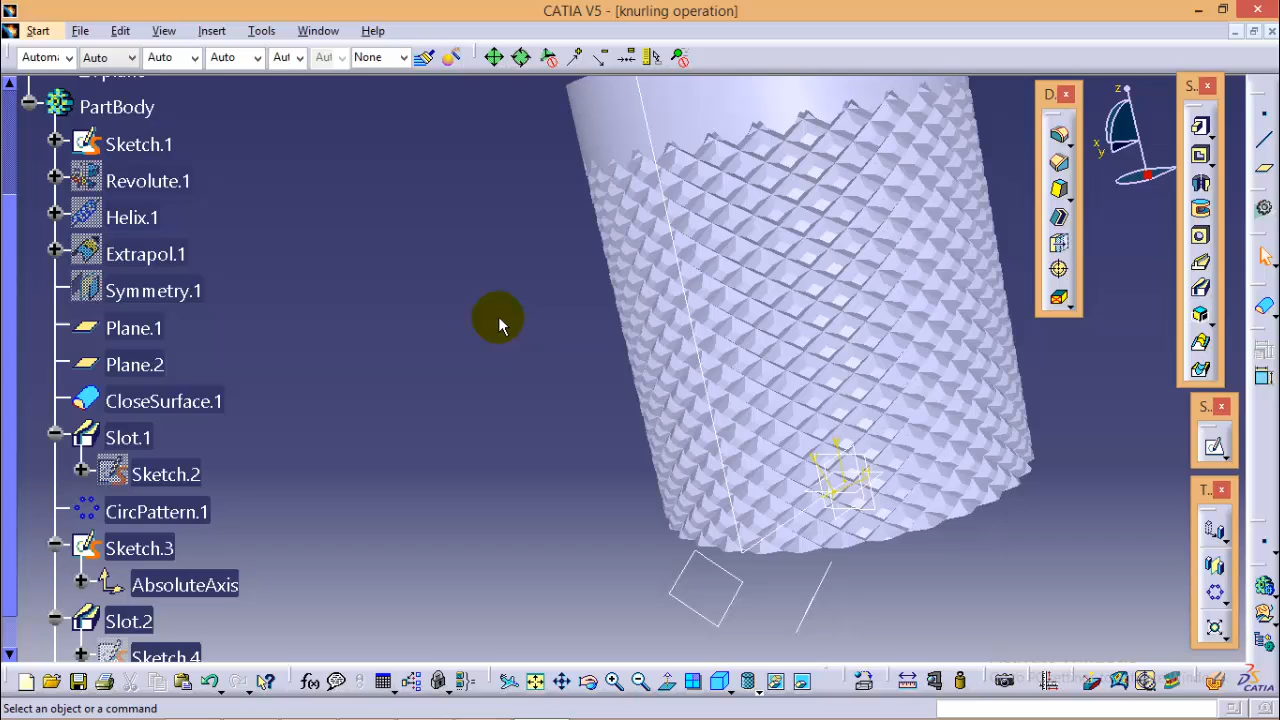 CATIA V5 - [knurling operation]
Start File Edit View Insert Tools Window Help
Autom Auto Auto Auto Aut Aut None
PartBody
Sketch.1
Revolute.1
Helix.1
Extrapol.1
Symmetry.1
Plane.1
Plane.2
CloseSurface.1
Slot.1
Sketch.2
CircPattern.1
Sketch.3
AbsoluteAxis
Slot.2
Sketch.4
D..
S..
S..
T..
z
x
y
f(x)
CATIA
Select an object or a command